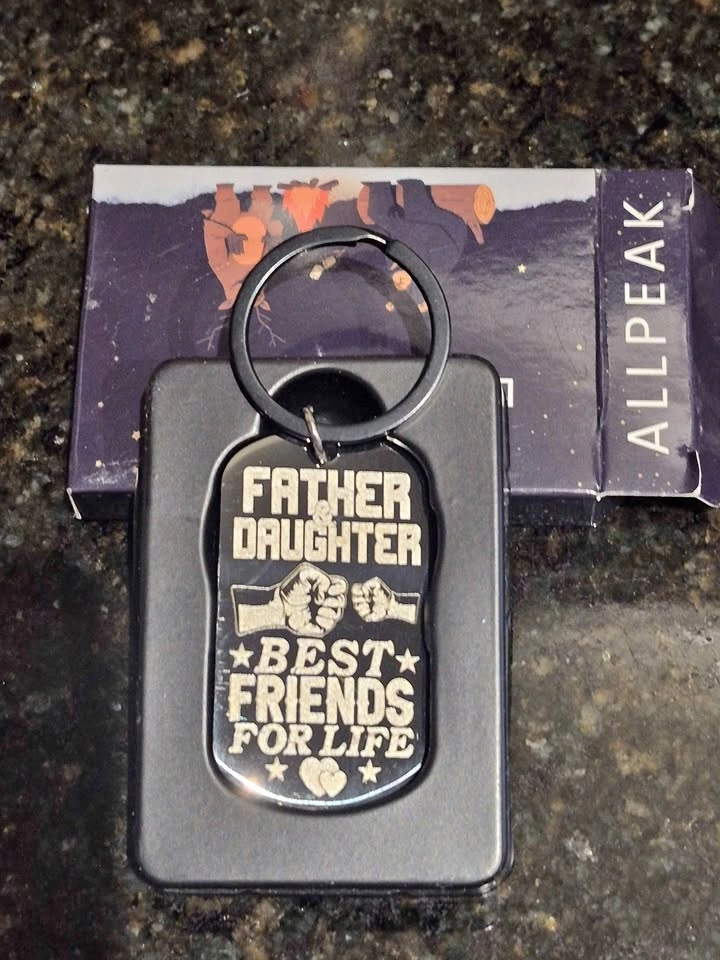 ALLPEAK
FATHER
&
DAUGHTER
BEST
FRIENDS
FOR LIFE